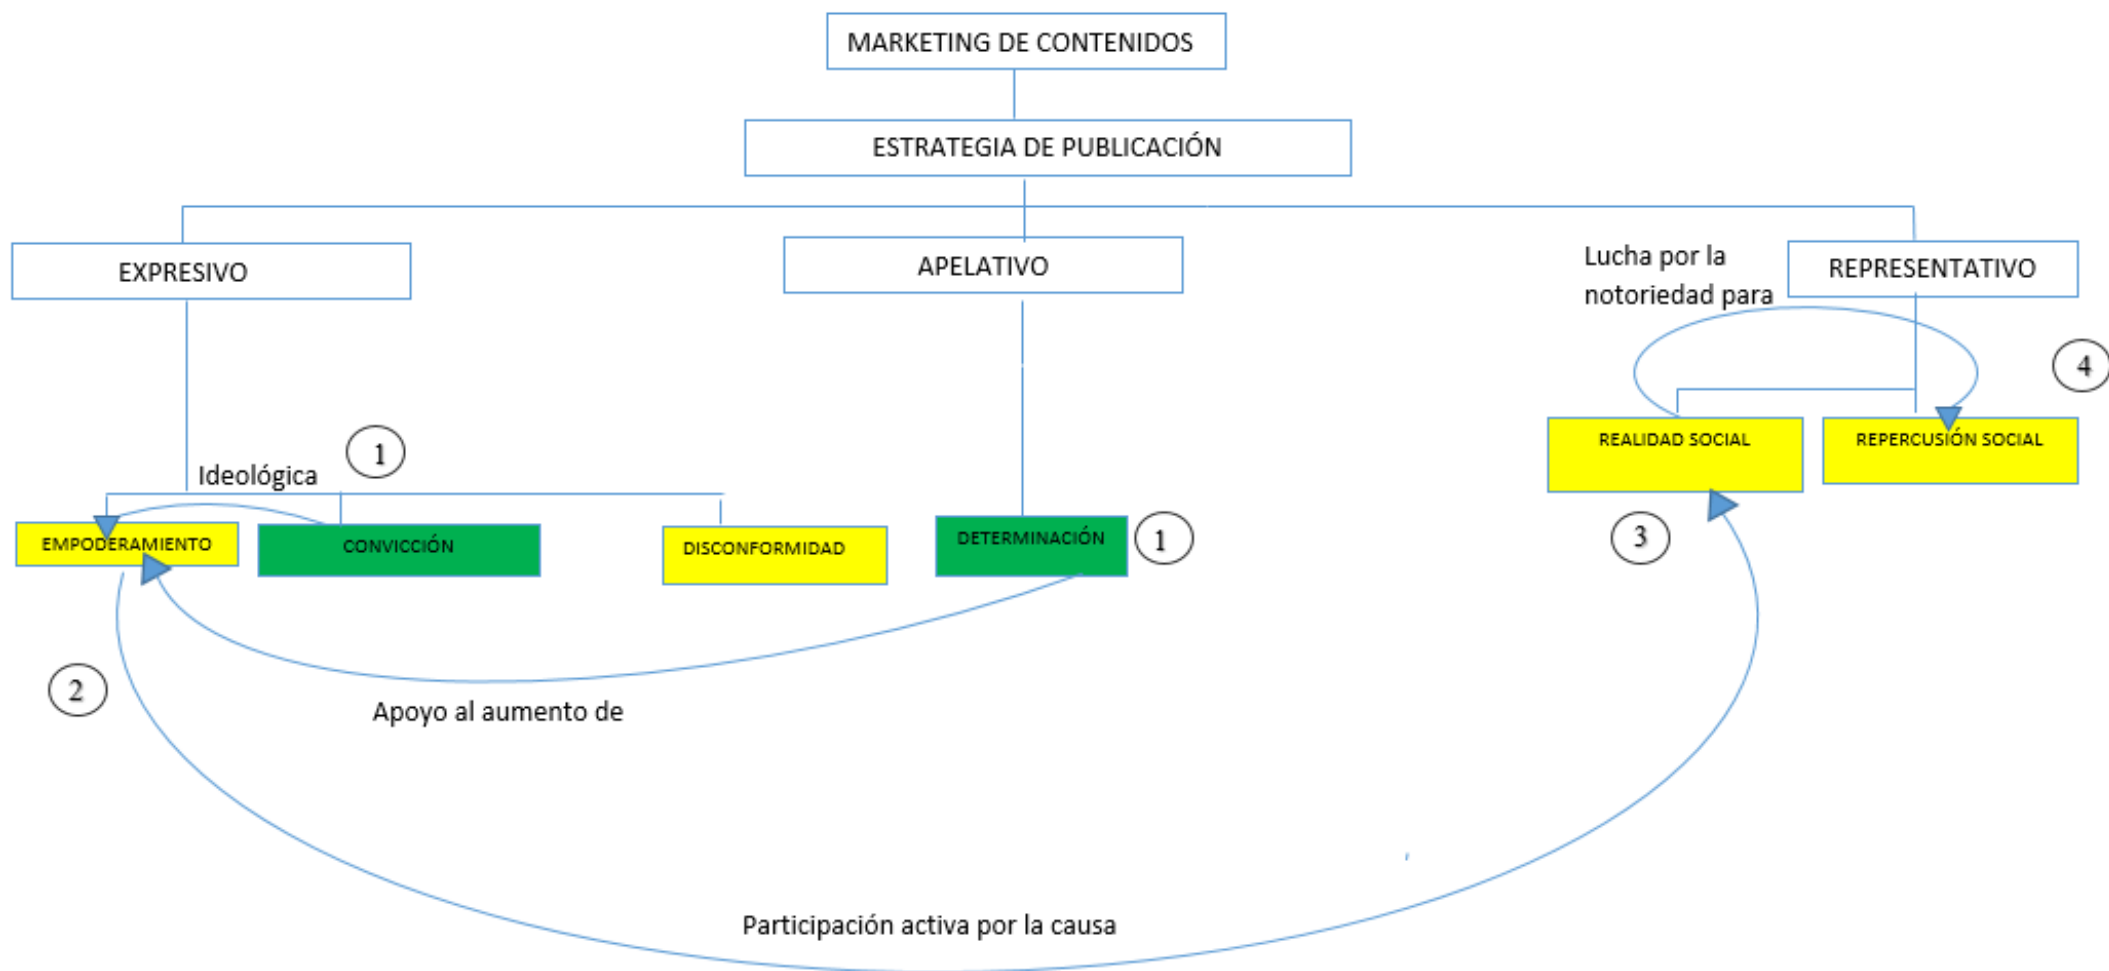 MARKETING DE CONTENIDOS
ESTRATEGIA DE PUBLICACIÓN
EXPRESIVO
APELATIVO
Lucha por la
notoriedad para
REPRESENTATIVO
4
REALIDAD SOCIAL
REPERCUSIÓN SOCIAL
1
Ideológica
EMPODERAMIENTO
CONVICCIÓN
DISCONFORMIDAD
DETERMINACIÓN
1
3
2
Apoyo al aumento de
Participación activa por la causa